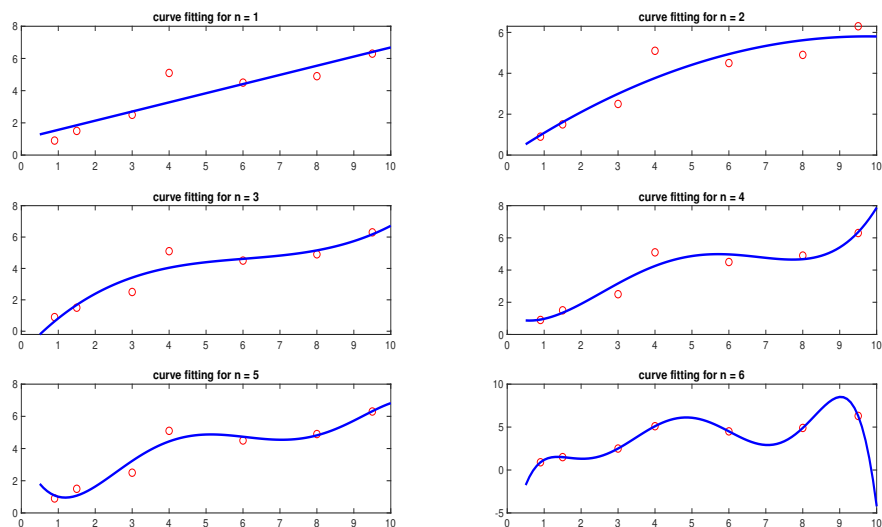 curve fitting for n = 1
8
6
4
2
0
0 1 2 3 4 5 6 7 8 9 10
curve fitting for n = 2
6
4
2
0
0 1 2 3 4 5 6 7 8 9 10
curve fitting for n = 3
8
6
4
2
0
0 1 2 3 4 5 6 7 8 9 10
curve fitting for n = 4
8
6
4
2
0
0 1 2 3 4 5 6 7 8 9 10
curve fitting for n = 5
8
6
4
2
0
0 1 2 3 4 5 6 7 8 9 10
curve fitting for n = 6
10
5
0
-5
0 1 2 3 4 5 6 7 8 9 10